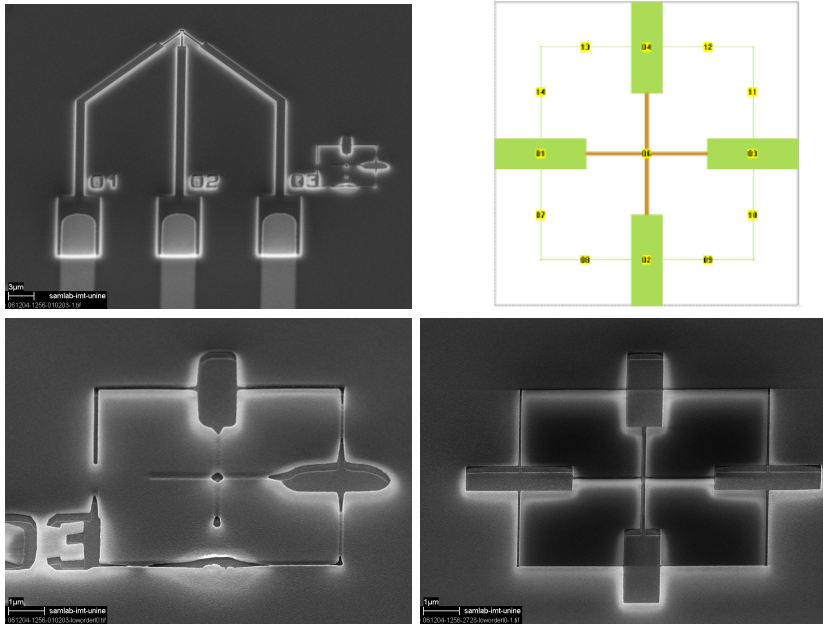 01 02 03
3µm
samlab-imt-unine
061204-1256-010203-1.tif
13 04 12
14 11
01 06 03
07 10
08 02 09
03
1µm
samlab-imt-unine
061204-1256-010203-loworderl0.tif
1µm
samlab-imt-unine
061204-1256-2728-loworderl0-1.tif